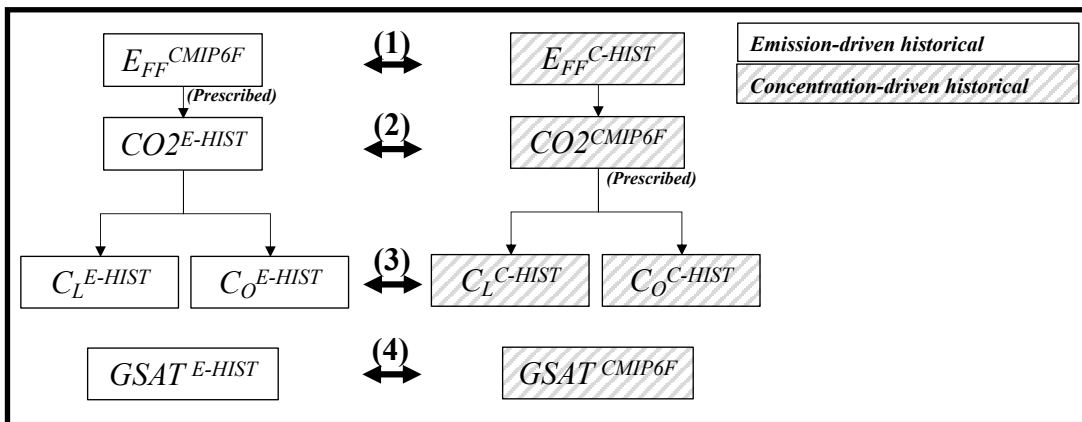 E_FF^CMIP6F (1) E_FF^C-HIST Emission-driven historical
Concentration-driven historical
(Prescribed)
CO2^E-HIST (2) CO2^CMIP6F
(Prescribed)
C_L^E-HIST C_O^E-HIST (3) C_L^C-HIST C_O^C-HIST
GSAT^E-HIST (4) GSAT^CMIP6F